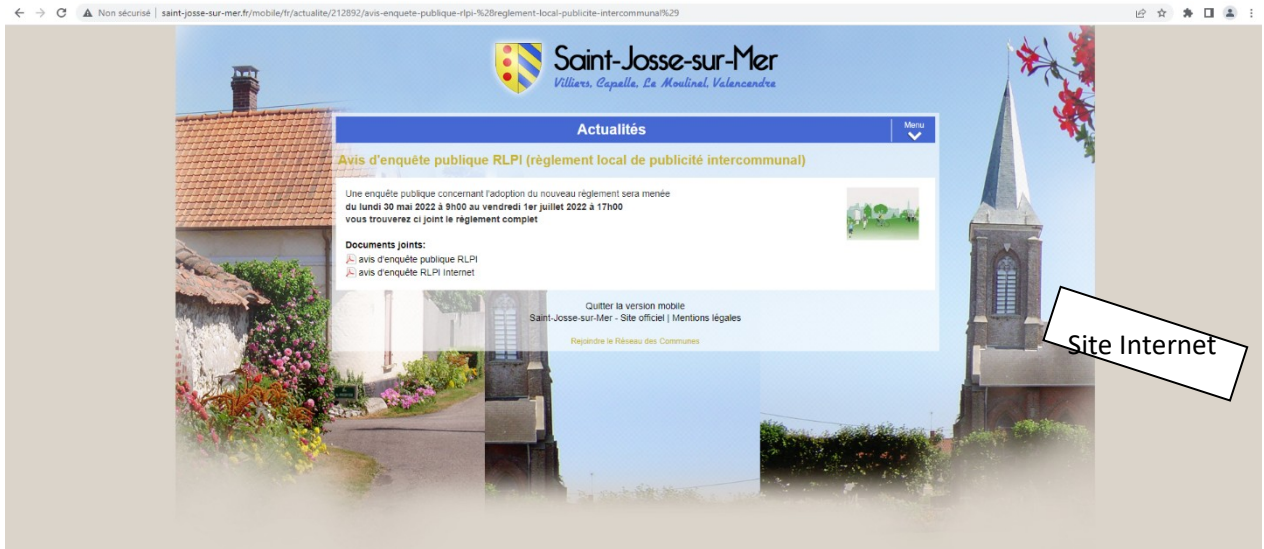 Non sécurisé | saint-josse-sur-mer.fr/mobile/fr/actualite/212892/avis-enquete-publique-rlpi-%28reglement-local-publicite-intercommunal%29
Saint-Josse-sur-Mer
Villiers, Capelle, Le Moulinel, Valencendre
Actualités
Menu
Avis d'enquête publique RLPI (règlement local de publicité intercommunal)
Une enquête publique concernant l'adoption du nouveau règlement sera menée
du lundi 30 mai 2022 à 9h00 au vendredi 1er juillet 2022 à 17h00
vous trouverez ci joint le règlement complet
Documents joints:
avis d'enquête publique RLPI
avis d'enquête RLPI Internet
Quitter la version mobile
Saint-Josse-sur-Mer - Site officiel | Mentions légales
Rejoindre le Réseau des Communes
Site Internet